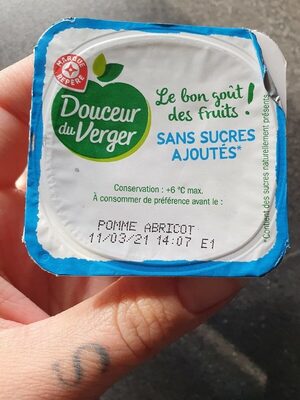 MARQUE
REPÈRE
Douceur
du Verger
Le bon goût
des fruits !
SANS SUCRES
AJOUTÉS*
Conservation : +6 °C max.
À consommer de préférence avant le :
POMME ABRICOT
11/03/21 14:07 E1
*Contient des sucres naturellement présents
S